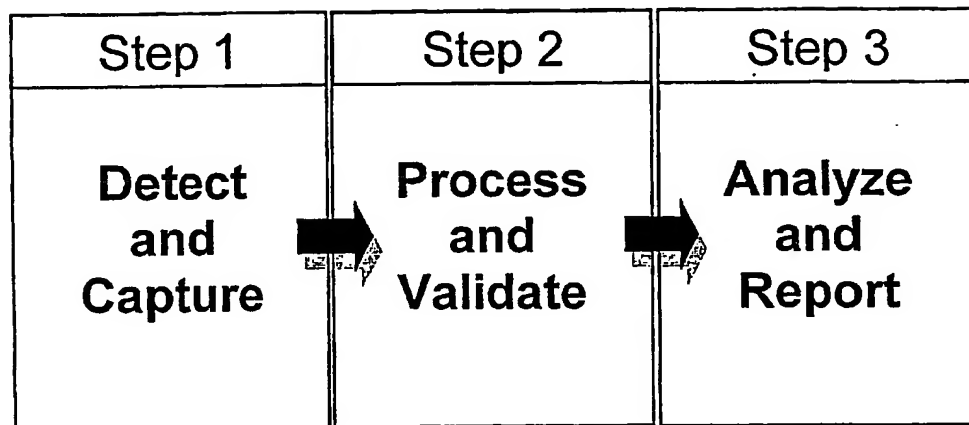 Step 1
Step 2
Step 3
Detect
and
Capture
Process
and
Validate
Analyze
and
Report